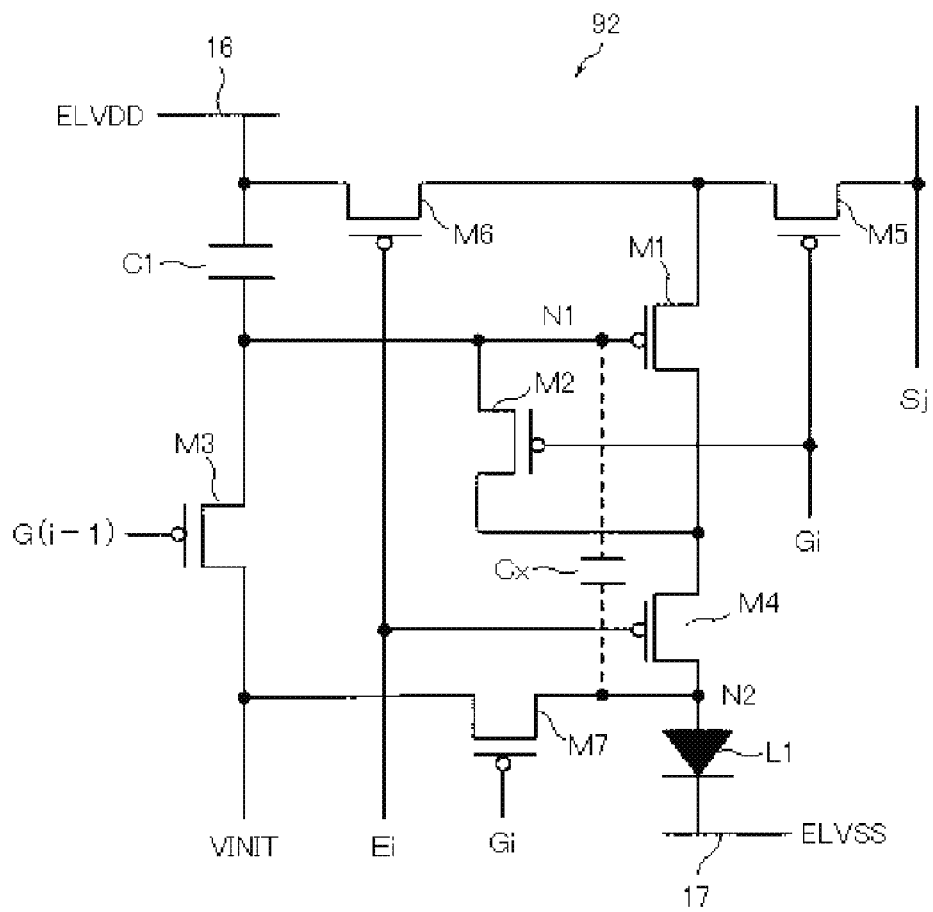 92
16
ELVDD
M6
M5
C1
M1
N1
M2
Sj
M3
G(i-1)
Gi
Cx
M4
N2
M7
L1
VINIT
Ei
Gi
ELVSS
17